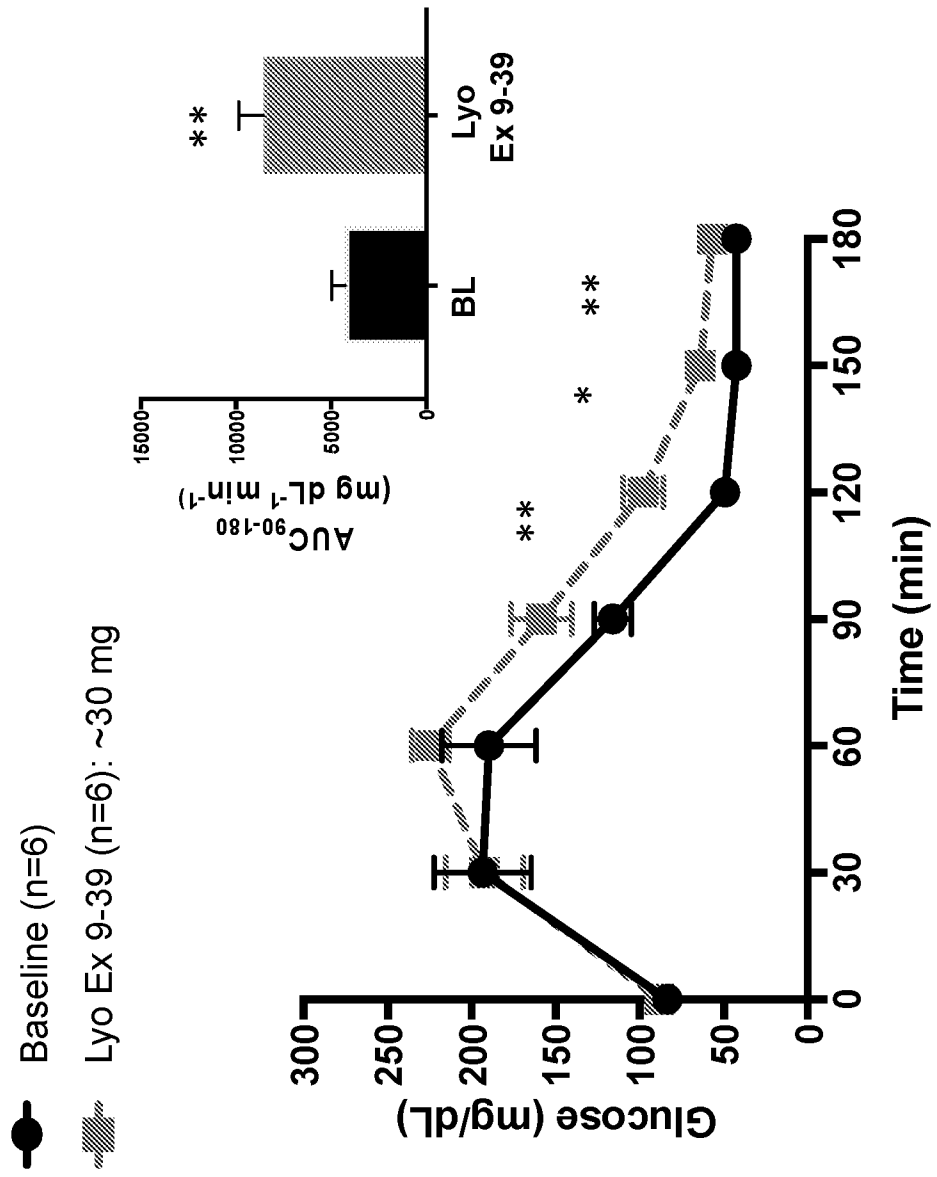 Baseline (n=6)
Lyo Ex 9-39 (n=6): ~30 mg
AUC90-180
(mg dL-1 min-1)
15000
10000
5000
0
**
BL
Lyo
Ex 9-39
Glucose (mg/dL)
300
250
200
150
100
50
0
**
*
**
0
30
60
90
120
150
180
Time (min)